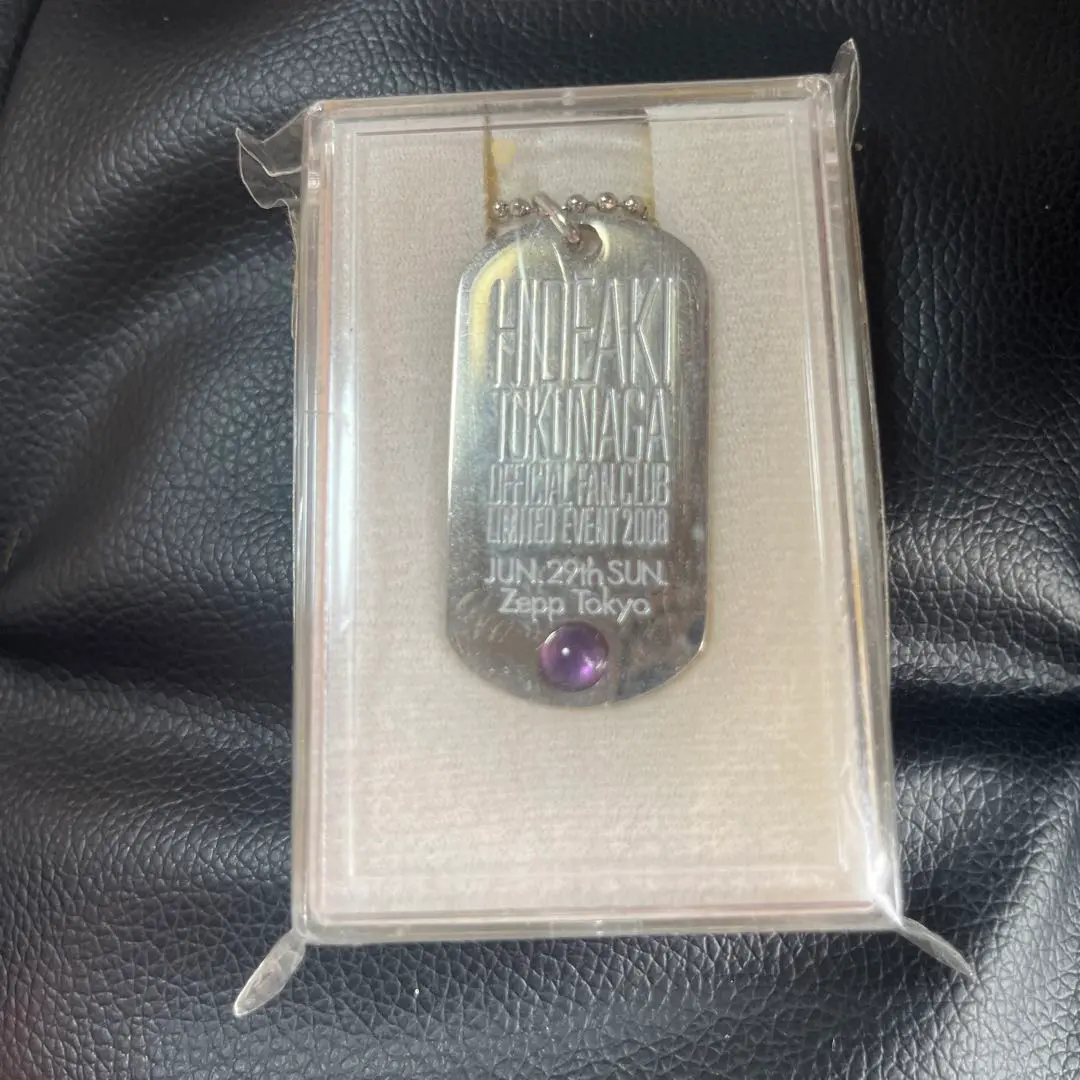 HIDEAKI
TOKUNAGA
OFFICIAL FAN CLUB
LIMITED EVENT 2008
JUN. 29th SUN.
Zepp Tokyo